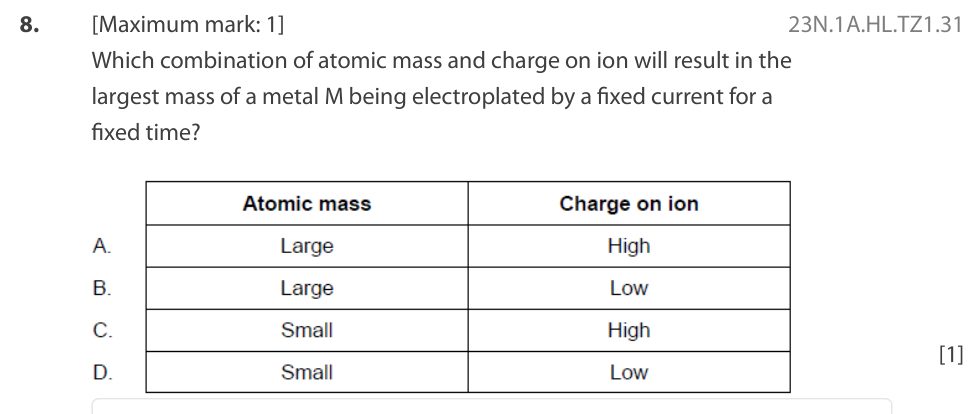 8. [Maximum mark: 1] 23N.1A.HL.TZ1.31
Which combination of atomic mass and charge on ion will result in the
largest mass of a metal M being electroplated by a fixed current for a
fixed time?
Atomic mass Charge on ion
A. Large High
B. Large Low
C. Small High
[1]
D. Small Low